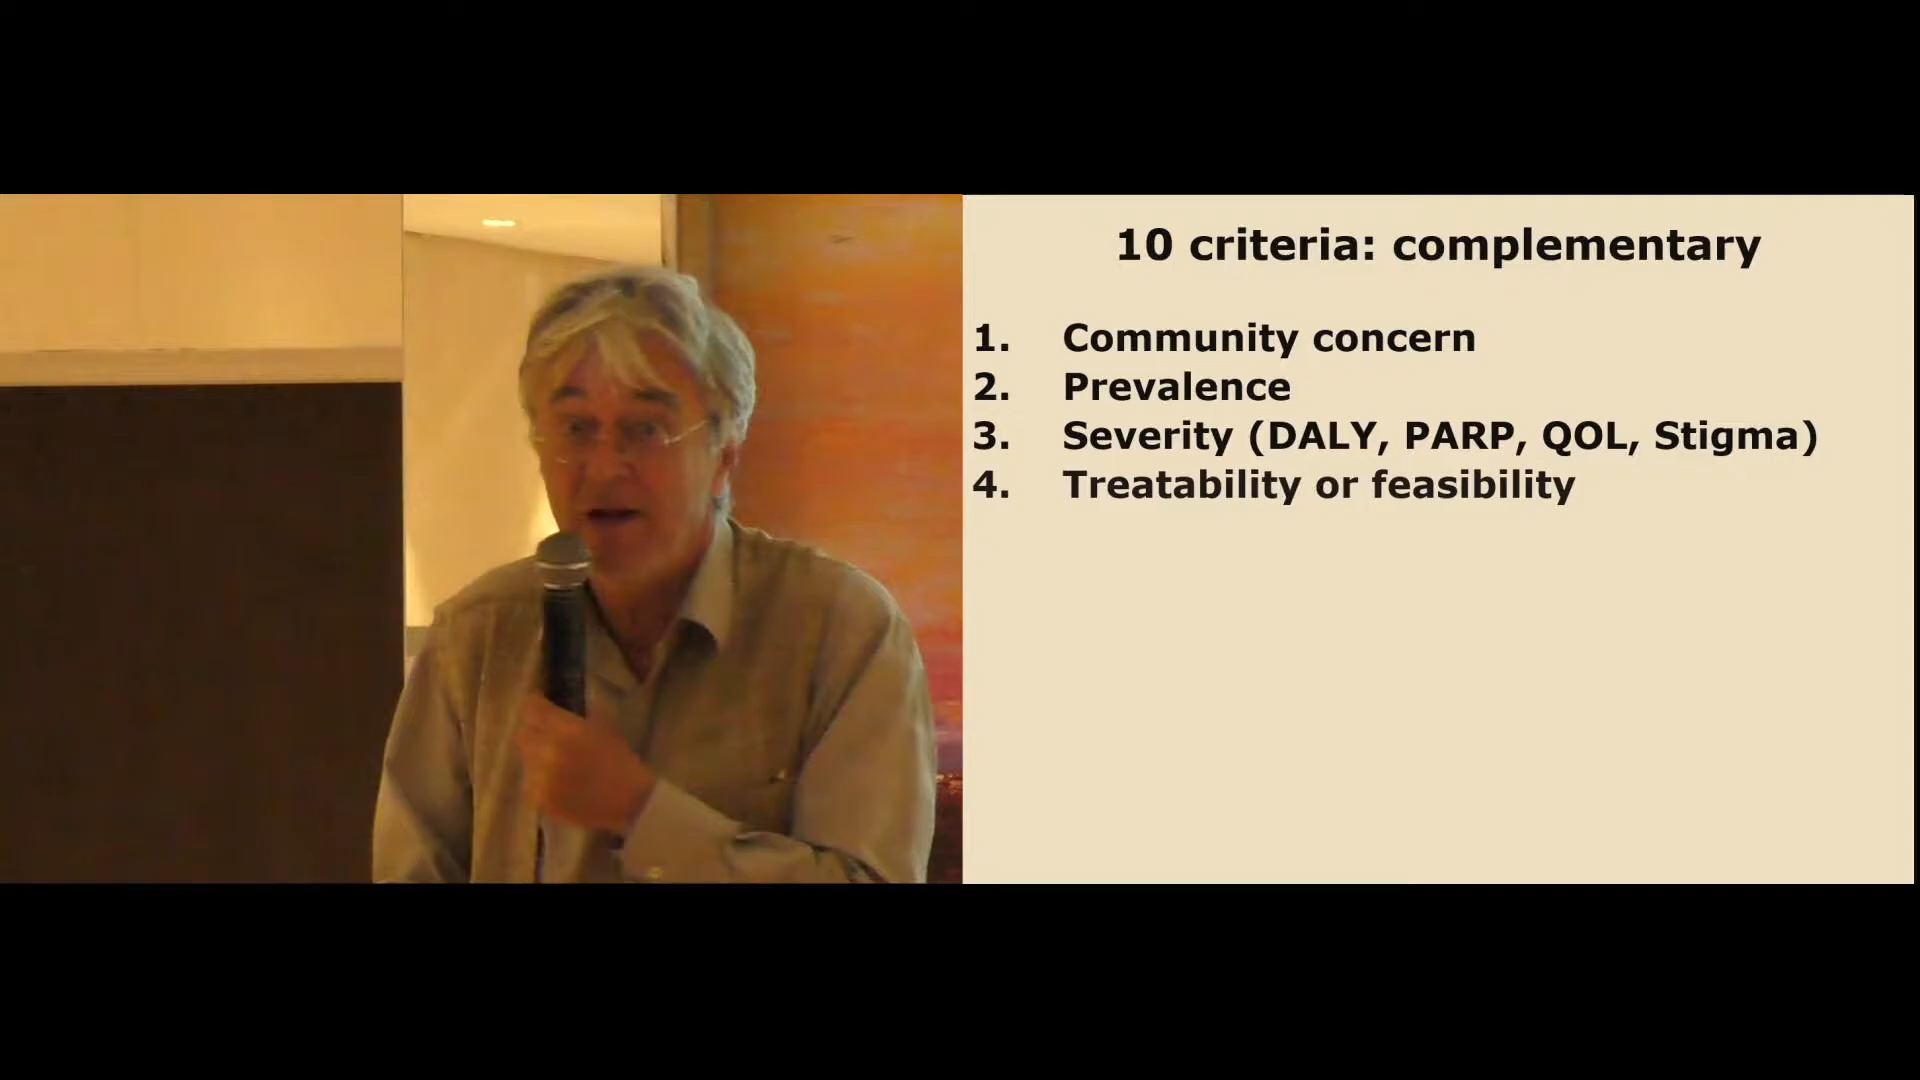 10 criteria: complementary
1. Community concern
2. Prevalence
3. Severity (DALY, PARP, QOL, Stigma)
4. Treatability or feasibility